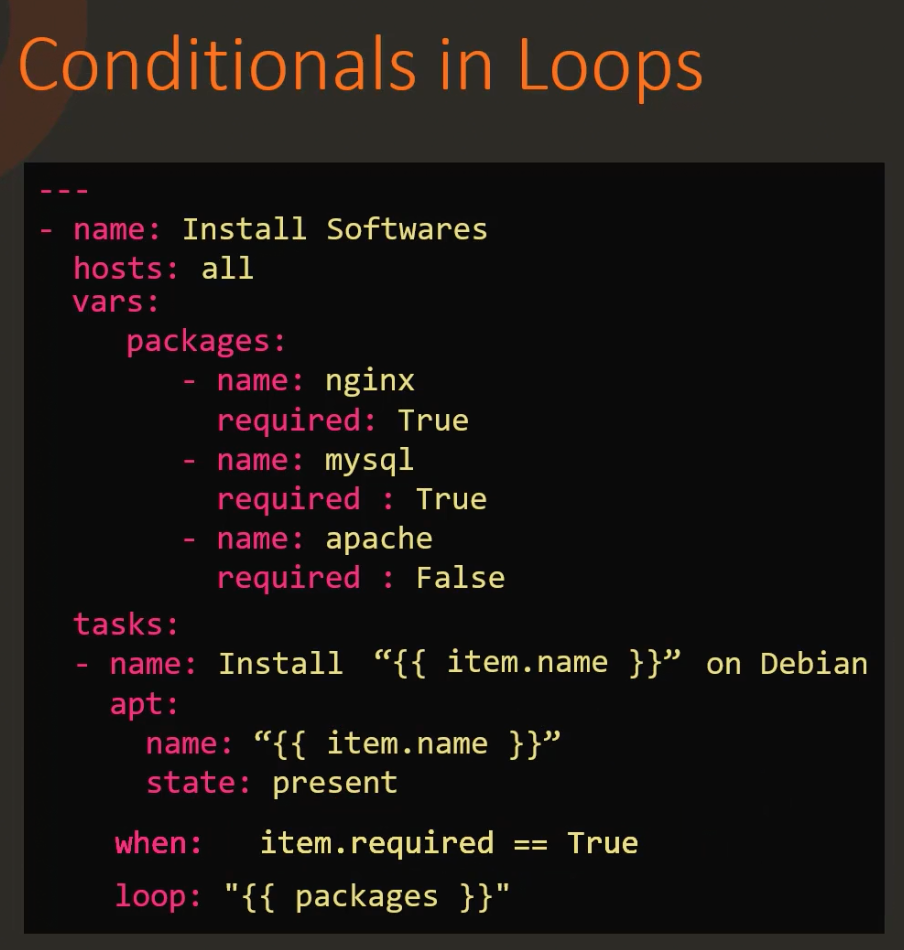 Conditionals in Loops
---
- name: Install Softwares
  hosts: all
  vars:
     packages:
        - name: nginx
          required: True
        - name: mysql
          required : True
        - name: apache
          required : False
  tasks:
  - name: Install “{{ item.name }}” on Debian
    apt:
      name: “{{ item.name }}”
      state: present
    when: item.required == True
    loop: "{{ packages }}"